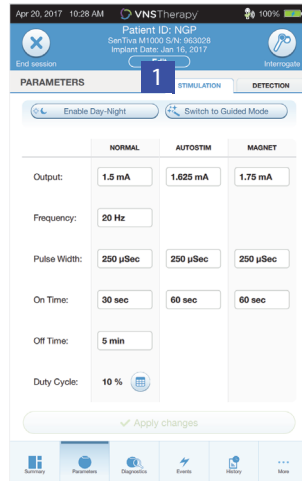 Apr 20, 2017 10:28 AM VNSTherapy 100%
Patient ID: NGP
SenTiva M1000 S/N: 963028
Implant Date: Jan 16, 2017
End session Interrogate
PARAMETERS 1 STIMULATION DETECTION
Enable Day-Night Switch to Guided Mode
NORMAL AUTOSTIM MAGNET
Output: 1.5 mA 1.625 mA 1.75 mA
Frequency: 20 Hz
Pulse Width: 250 µSec 250 µSec 250 µSec
On Time: 30 sec 60 sec 60 sec
Off Time: 5 min
Duty Cycle: 10 %
Apply changes
Summary Parameters Diagnostics Events History More